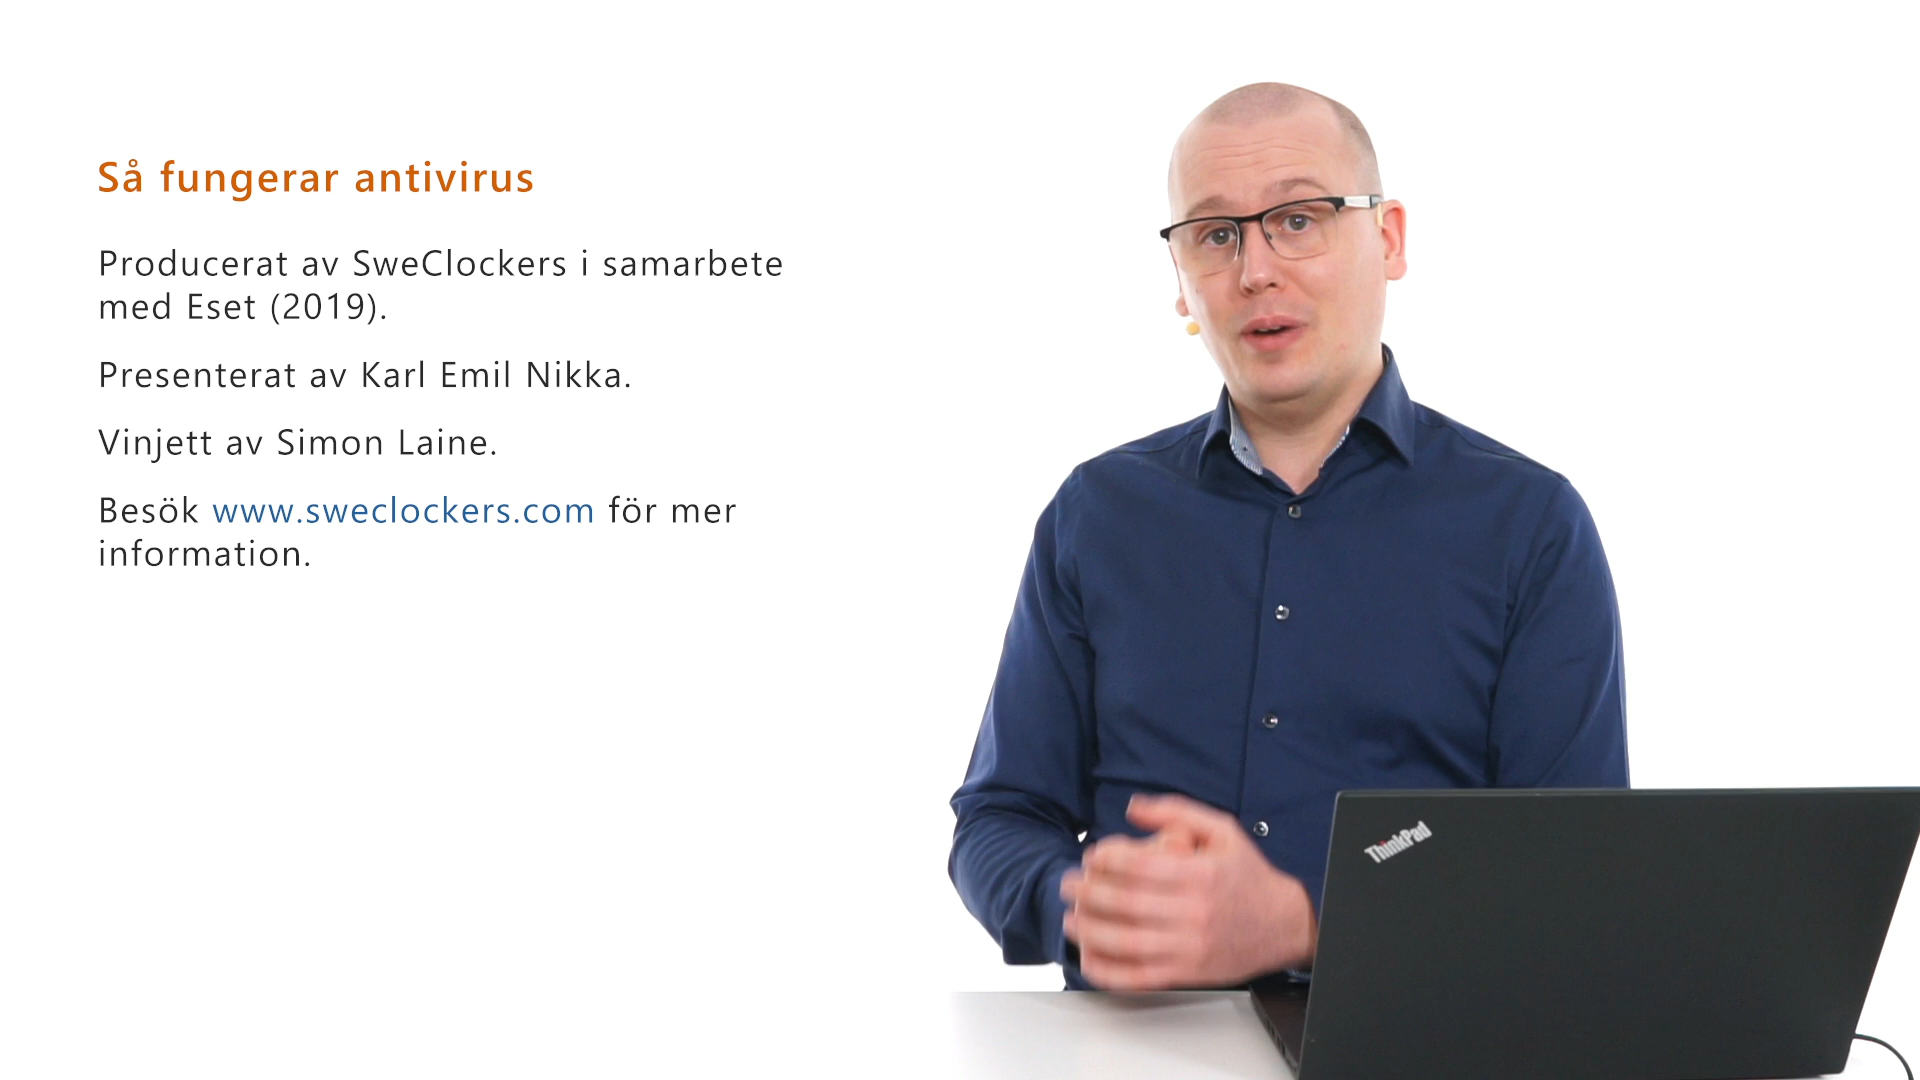 Så fungerar antivirus
Producerat av SweClockers i samarbete
med Eset (2019).
Presenterat av Karl Emil Nikka.
Vinjett av Simon Laine.
Besök www.sweclockers.com för mer
information.
ThinkPad